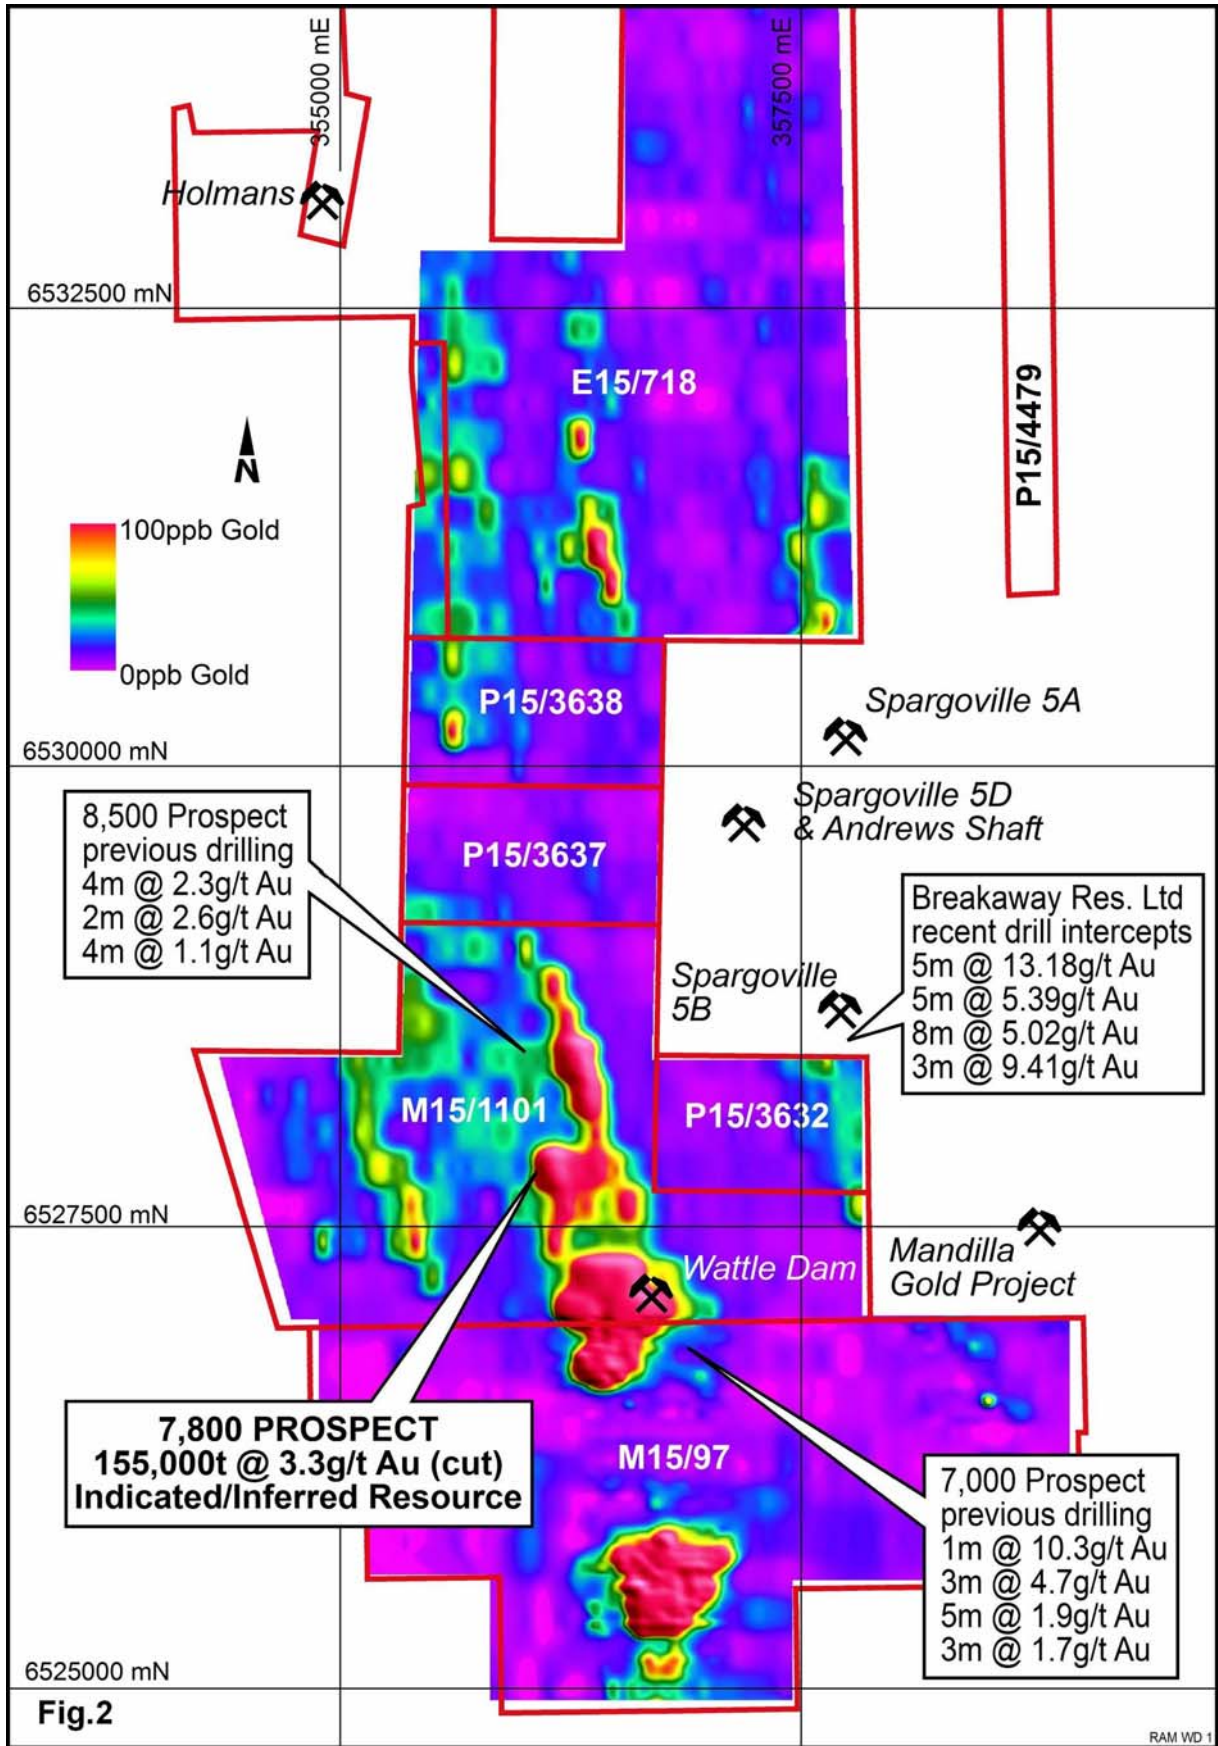 355000 mE
357500 mE
Holmans
6532500 mN
E15/718
P15/4479
N
100ppb Gold
0ppb Gold
P15/3638
Spargoville 5A
6530000 mN
8,500 Prospect
previous drilling
4m @ 2.3g/t Au
2m @ 2.6g/t Au
4m @ 1.1g/t Au
Spargoville 5D
& Andrews Shaft
P15/3637
Breakaway Res. Ltd
recent drill intercepts
5m @ 13.18g/t Au
5m @ 5.39g/t Au
8m @ 5.02g/t Au
3m @ 9.41g/t Au
Spargoville
5B
M15/1101
P15/3632
6527500 mN
Mandilla
Gold Project
Wattle Dam
7,800 PROSPECT
155,000t @ 3.3g/t Au (cut)
Indicated/Inferred Resource
M15/97
7,000 Prospect
previous drilling
1m @ 10.3g/t Au
3m @ 4.7g/t Au
5m @ 1.9g/t Au
3m @ 1.7g/t Au
6525000 mN
Fig.2
RAM WD 1